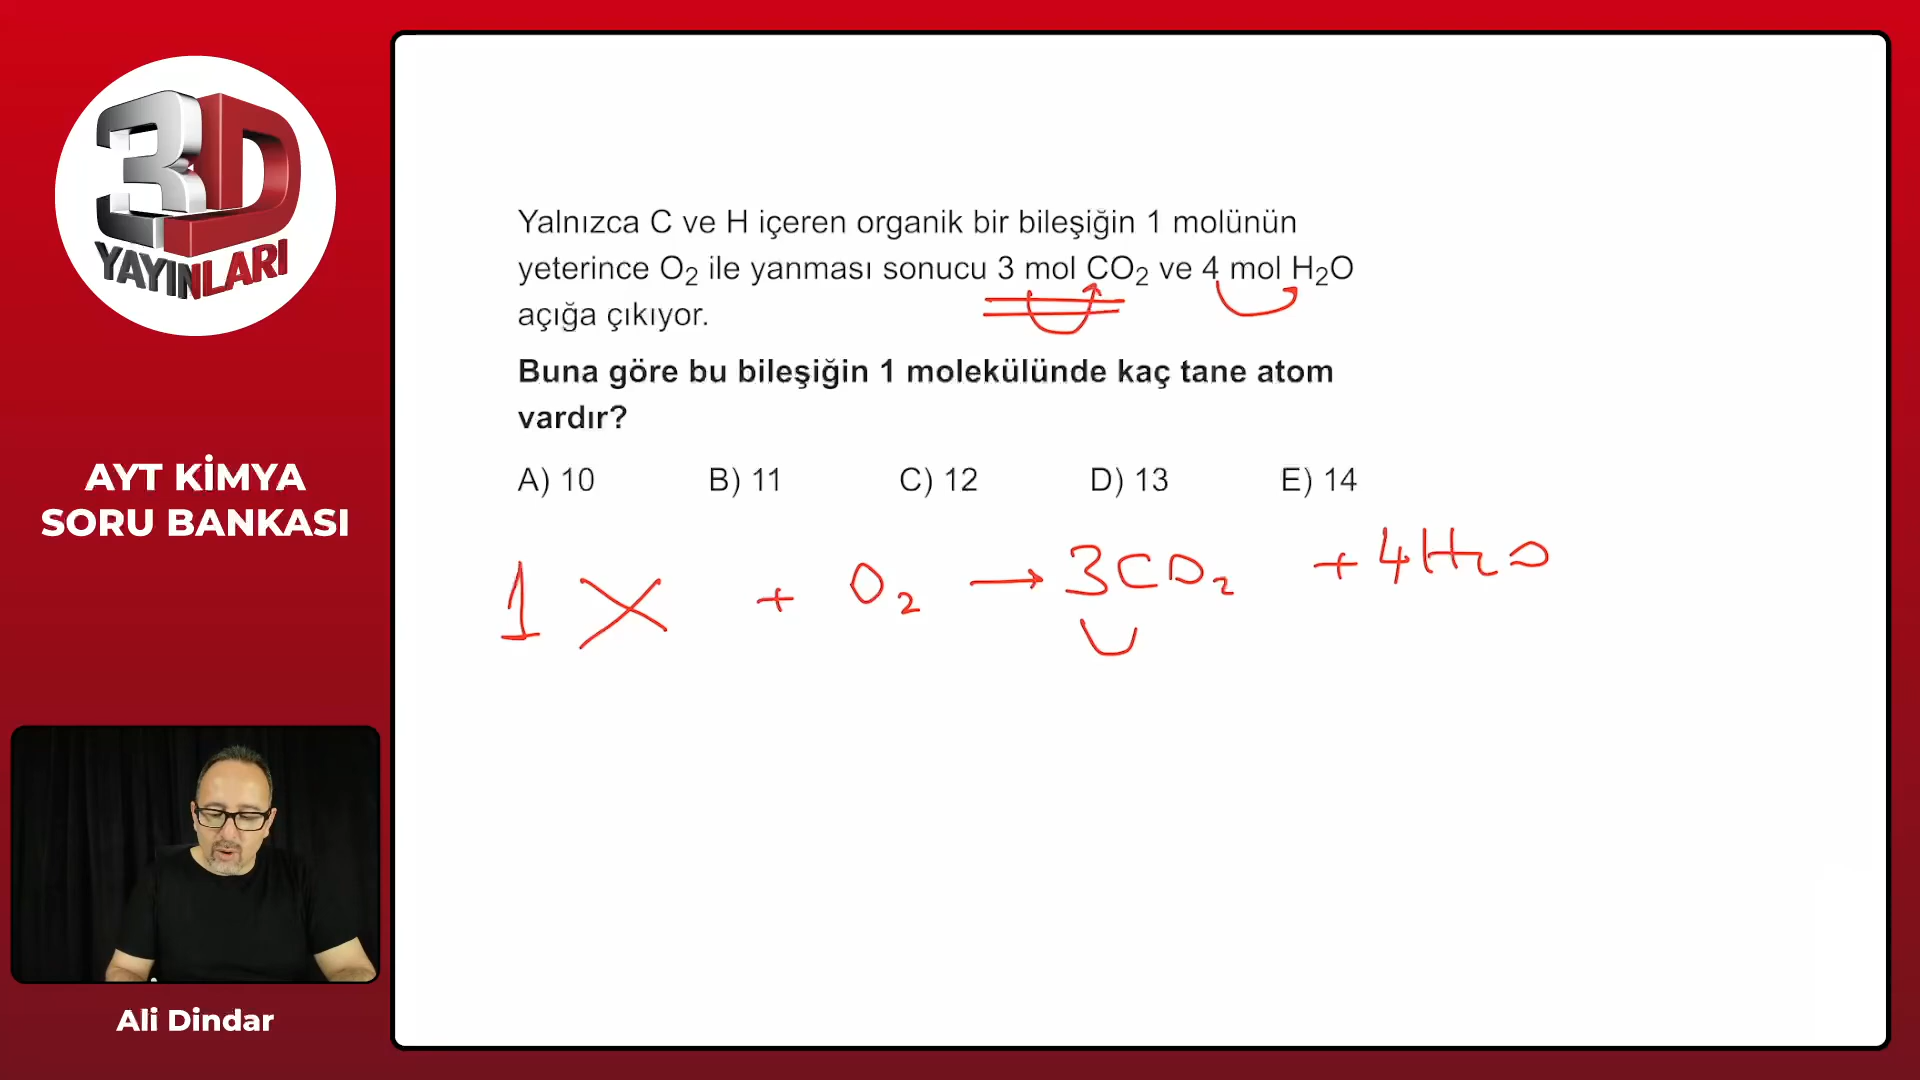 3D
YAYINLARI
AYT KİMYA
SORU BANKASI
Ali Dindar
Yalnızca C ve H içeren organik bir bileşiğin 1 molünün
yeterince O₂ ile yanması sonucu 3 mol CO₂ ve 4 mol H₂O
açığa çıkıyor.
Buna göre bu bileşiğin 1 molekülünde kaç tane atom
vardır?
A) 10 B) 11 C) 12 D) 13 E) 14
1 X + O₂ → 3CO₂ + 4H₂O